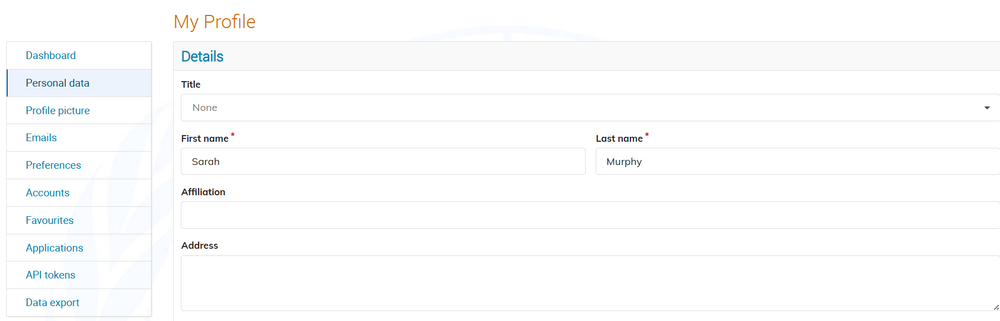 My Profile
Dashboard
Personal data
Profile picture
Emails
Preferences
Accounts
Favourites
Applications
API tokens
Data export
Details
Title
None
First name *
Last name *
Sarah
Murphy
Affiliation
Address